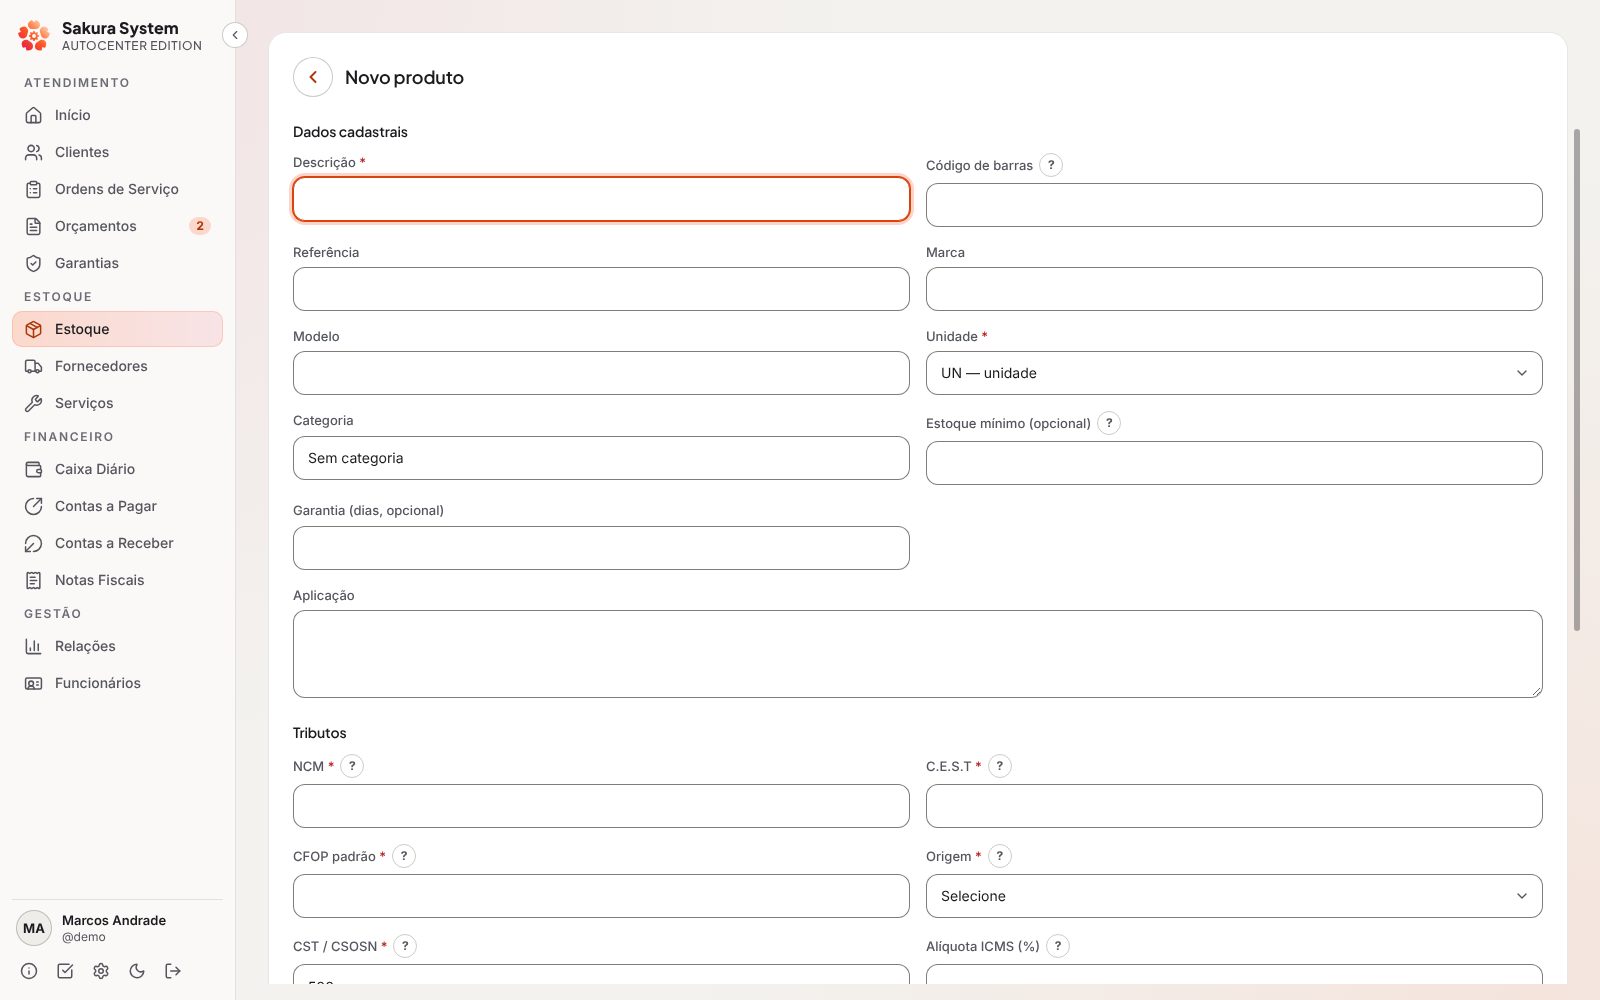 Sakura System
AUTOCENTER EDITION
ATENDIMENTO
Início
Clientes
Ordens de Serviço
Orçamentos 2
Garantias
ESTOQUE
Estoque
Fornecedores
Serviços
FINANCEIRO
Caixa Diário
Contas a Pagar
Contas a Receber
Notas Fiscais
GESTÃO
Relações
Funcionários
MA
Marcos Andrade
@demo
Novo produto
Dados cadastrais
Descrição *
Código de barras ?
Referência
Marca
Modelo
Unidade *
UN — unidade
Categoria
Sem categoria
Estoque mínimo (opcional) ?
Garantia (dias, opcional)
Aplicação
Tributos
NCM * ?
C.E.S.T * ?
CFOP padrão * ?
Origem * ?
Selecione
CST / CSOSN * ?
Alíquota ICMS (%) ?